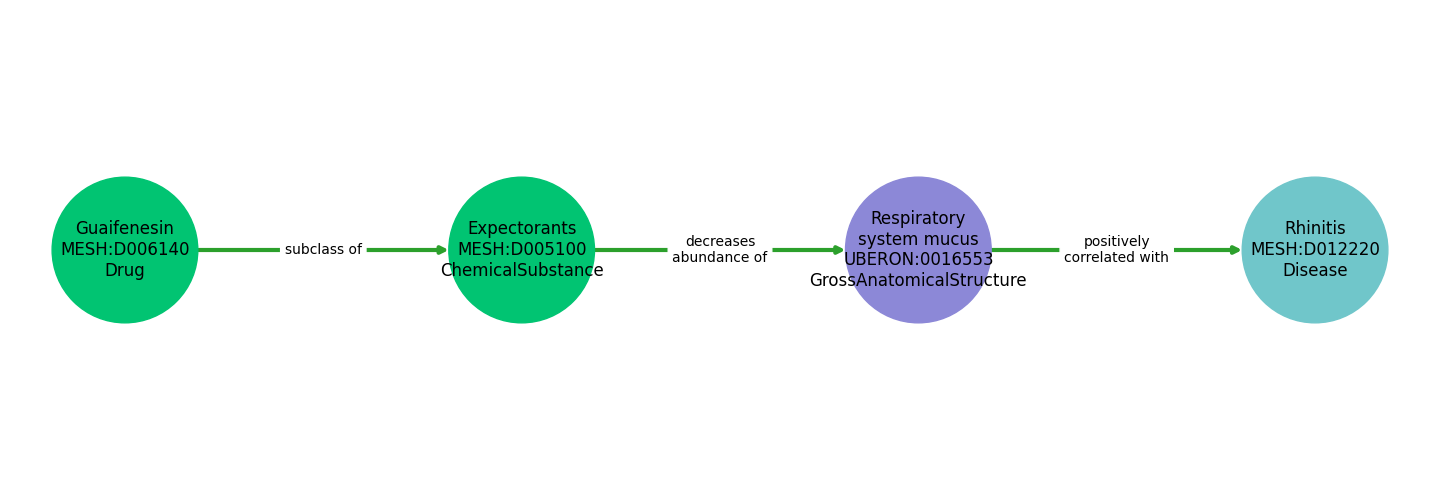 Guaifenesin
MESH:D006140
Drug
subclass of
Expectorants
MESH:D005100
ChemicalSubstance
decreases
abundance of
Respiratory
system mucus
UBERON:0016553
GrossAnatomicalStructure
positively
correlated with
Rhinitis
MESH:D012220
Disease